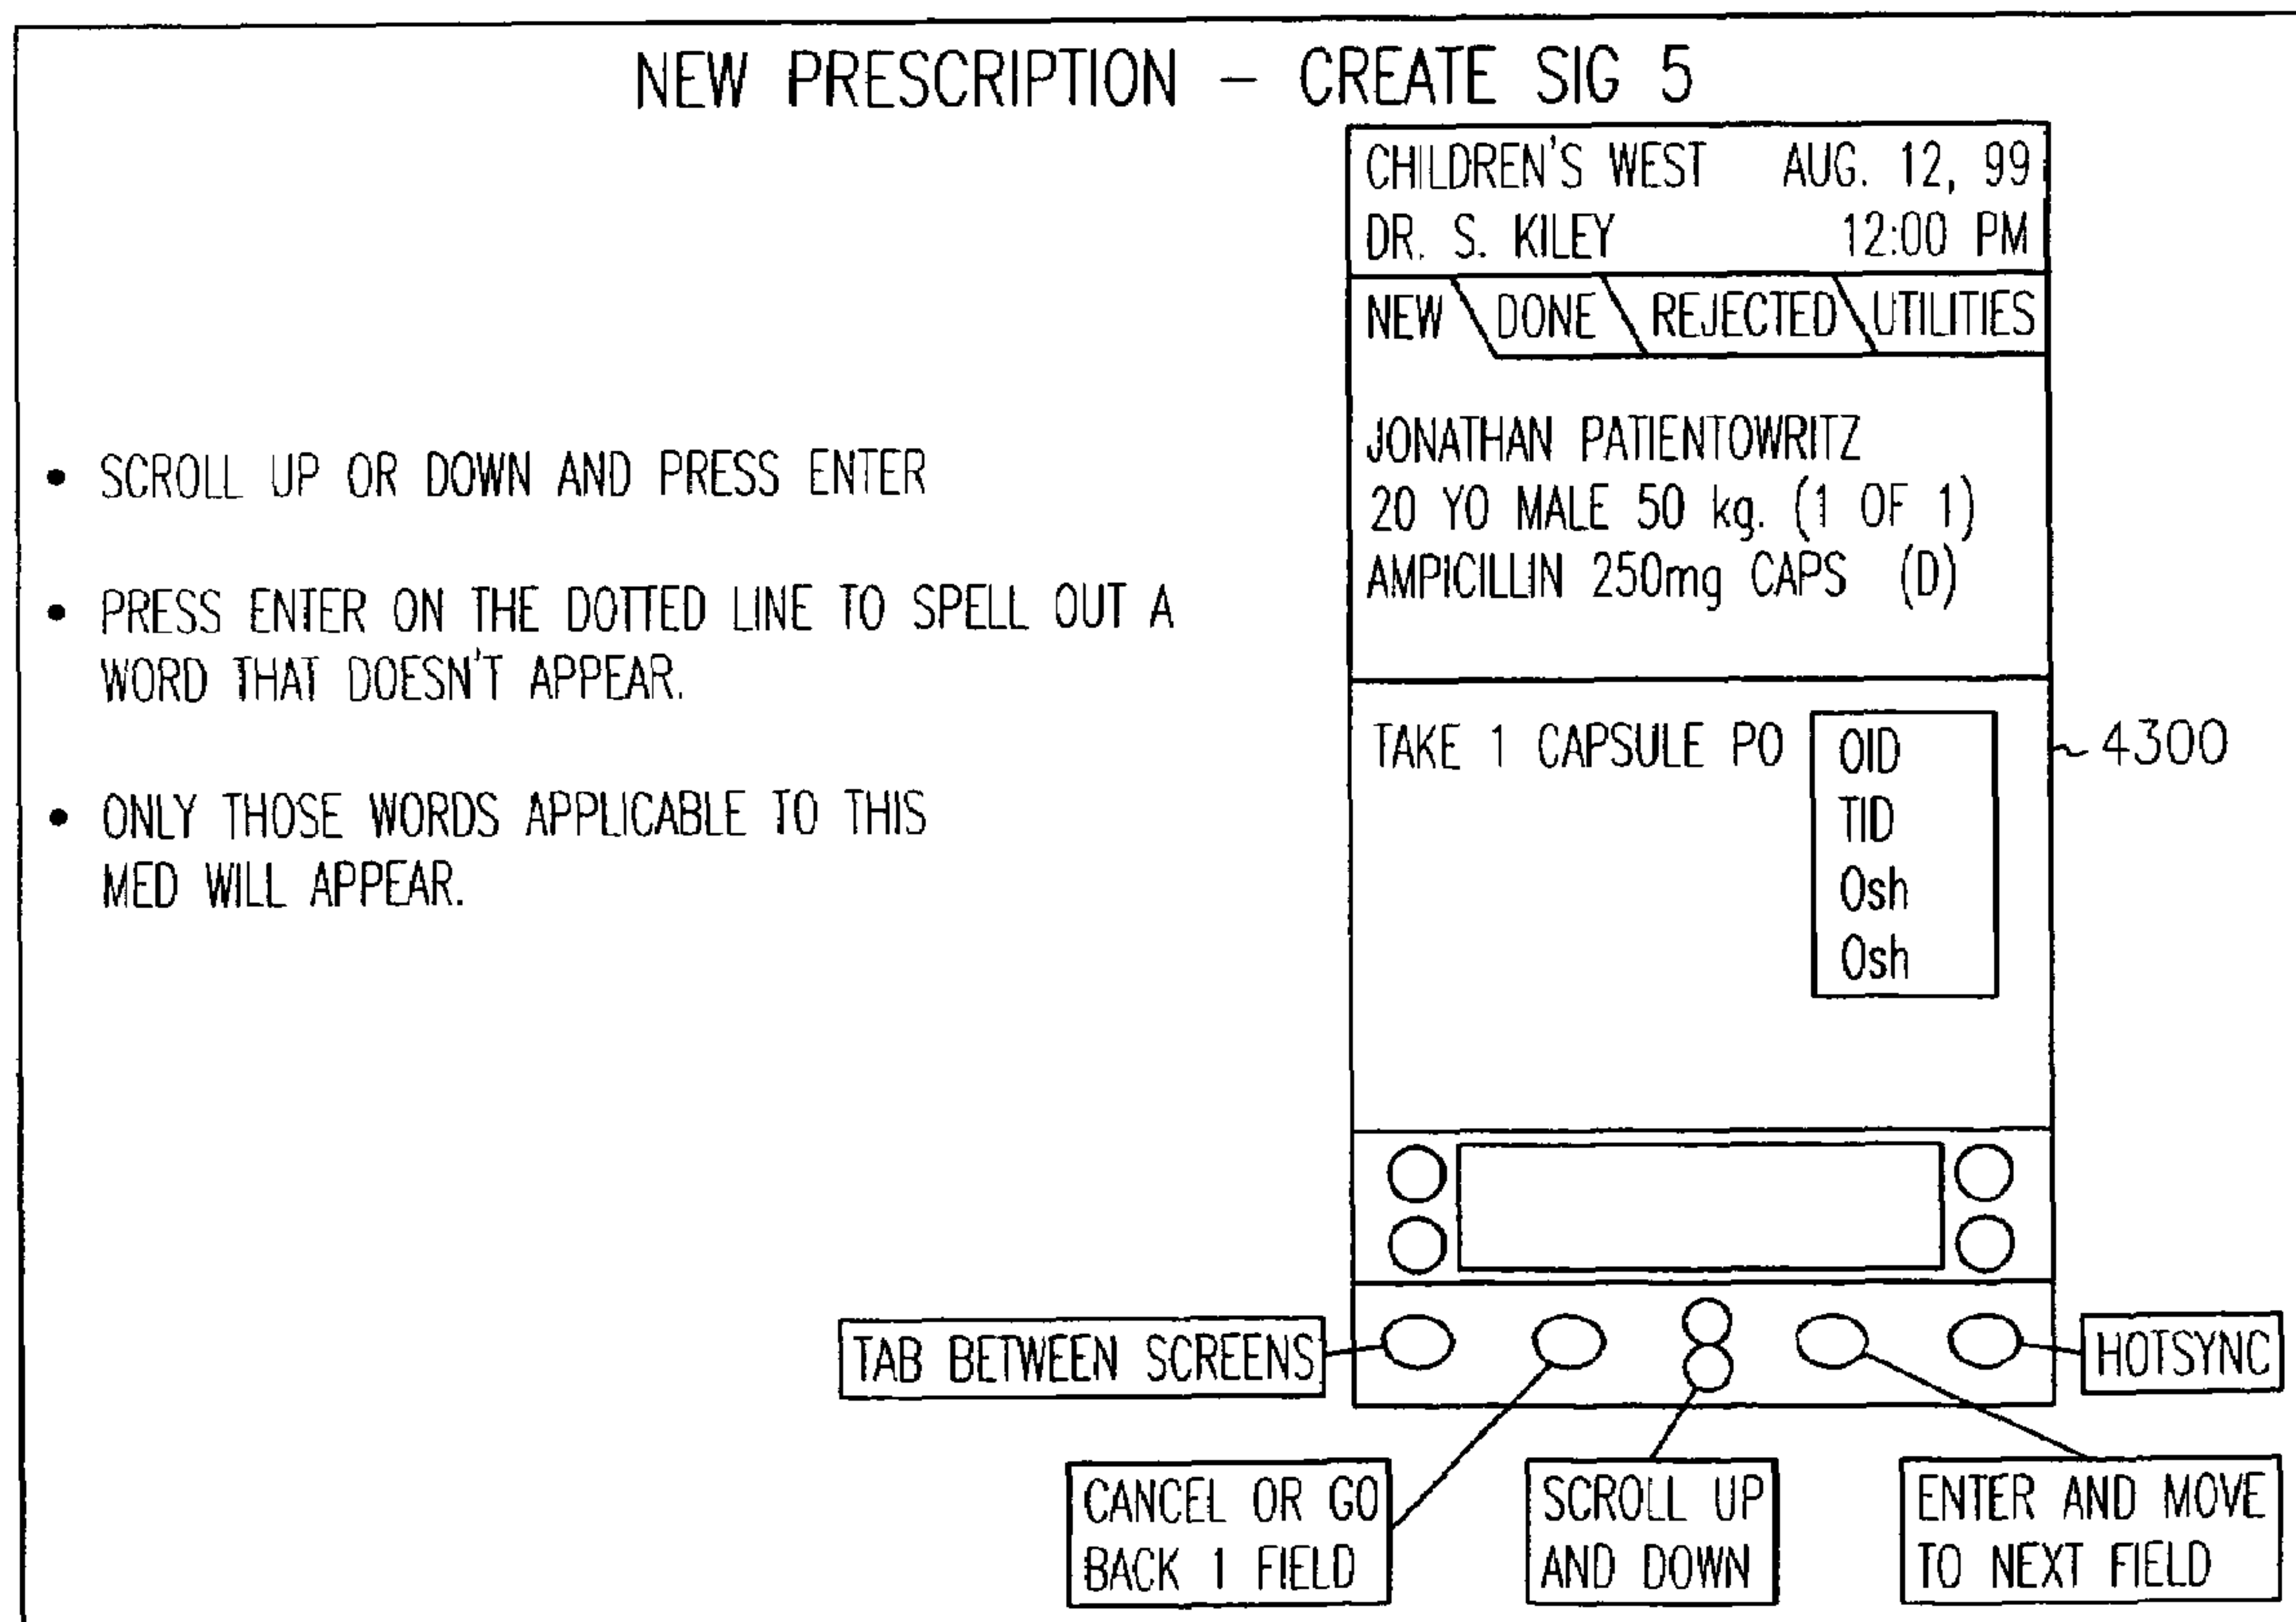 NEW PRESCRIPTION – CREATE SIG 5
CHILDREN'S WEST AUG. 12, 99
DR. S. KILEY 12:00 PM
NEW DONE REJECTED UTILITIES
JONATHAN PATIENTOWRITZ
20 YO MALE 50 kg. (1 OF 1)
AMPICILLIN 250mg CAPS (D)
• SCROLL UP OR DOWN AND PRESS ENTER
• PRESS ENTER ON THE DOTTED LINE TO SPELL OUT A
WORD THAT DOESN'T APPEAR.
• ONLY THOSE WORDS APPLICABLE TO THIS
MED WILL APPEAR.
TAKE 1 CAPSULE PO
OID
TID
Osh
Osh
4300
TAB BETWEEN SCREENS
HOTSYNC
CANCEL OR GO
BACK 1 FIELD
SCROLL UP
AND DOWN
ENTER AND MOVE
TO NEXT FIELD